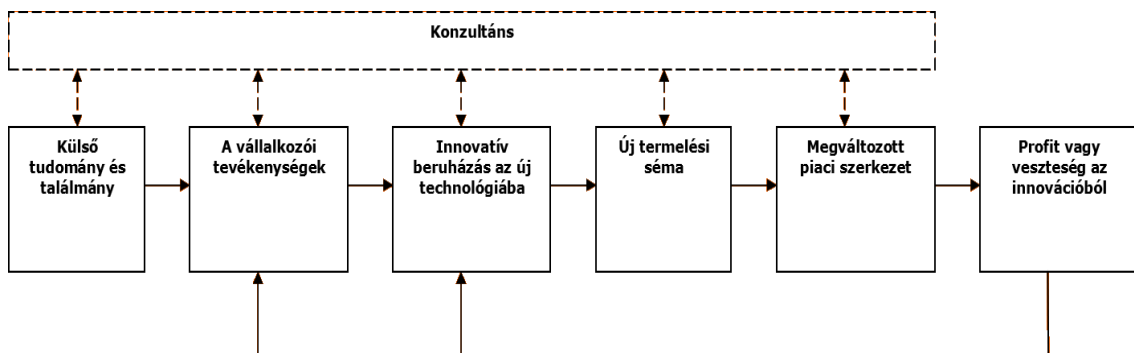 Konzultáns
Külső
tudomány és
találmány
A vállalkozói
tevékenységek
Innovatív
beruházás az új
technológiába
Új termelési
séma
Megváltozott
piaci szerkezet
Profit vagy
veszteség az
innovációból